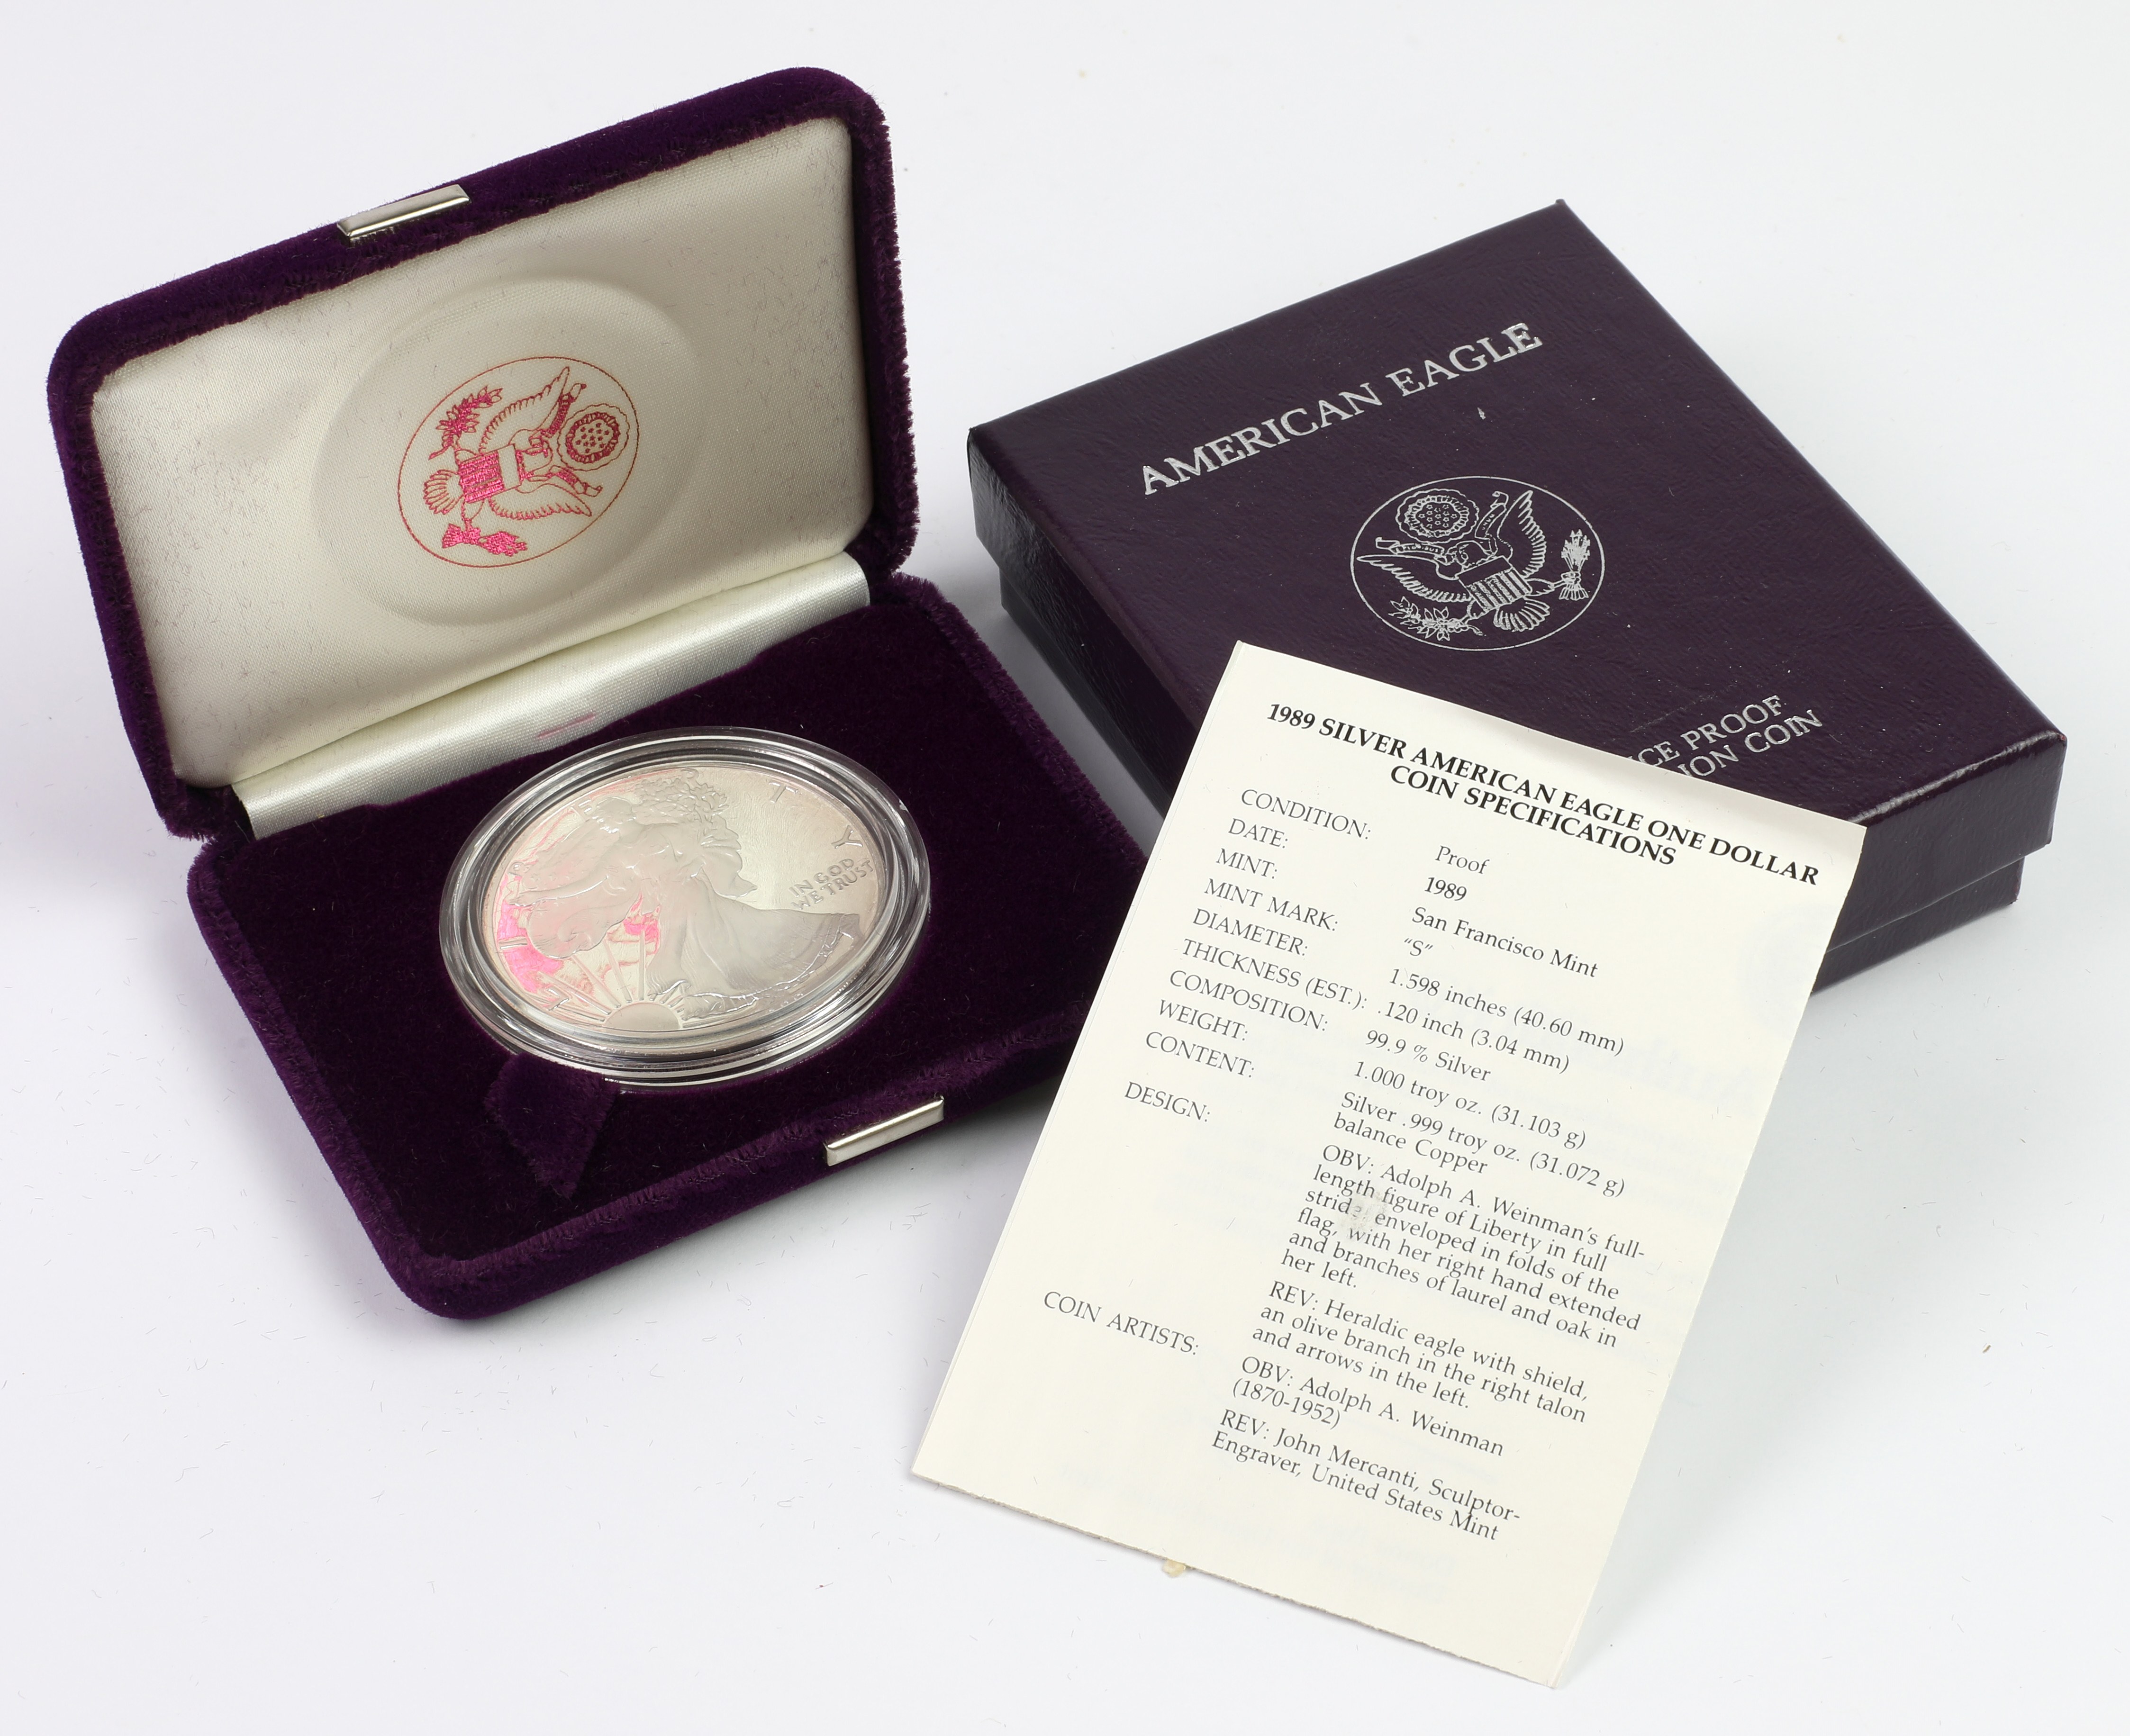 AMERICAN EAGLE
PROOF
COIN
T
Y
IN GOD
WE TRUST
1989 SILVER AMERICAN EAGLE ONE DOLLAR
COIN SPECIFICATIONS
CONDITION: Proof
DATE: 1989
MINT: San Francisco Mint
MINT MARK: “S”
DIAMETER: 1.598 inches (40.60 mm)
THICKNESS (EST.): .120 inch (3.04 mm)
COMPOSITION: 99.9 % Silver
WEIGHT: 1.000 troy oz. (31.103 g)
CONTENT: Silver .999 troy oz. (31.072 g)
balance Copper
DESIGN: OBV: Adolph A. Weinman’s full-
length figure of Liberty in full
stride, enveloped in folds of the
flag, with her right hand extended
and branches of laurel and oak in
her left.
REV: Heraldic eagle with shield,
an olive branch in the right talon
and arrows in the left.
COIN ARTISTS: OBV: Adolph A. Weinman
(1870-1952)
REV: John Mercanti, Sculptor-
Engraver, United States Mint